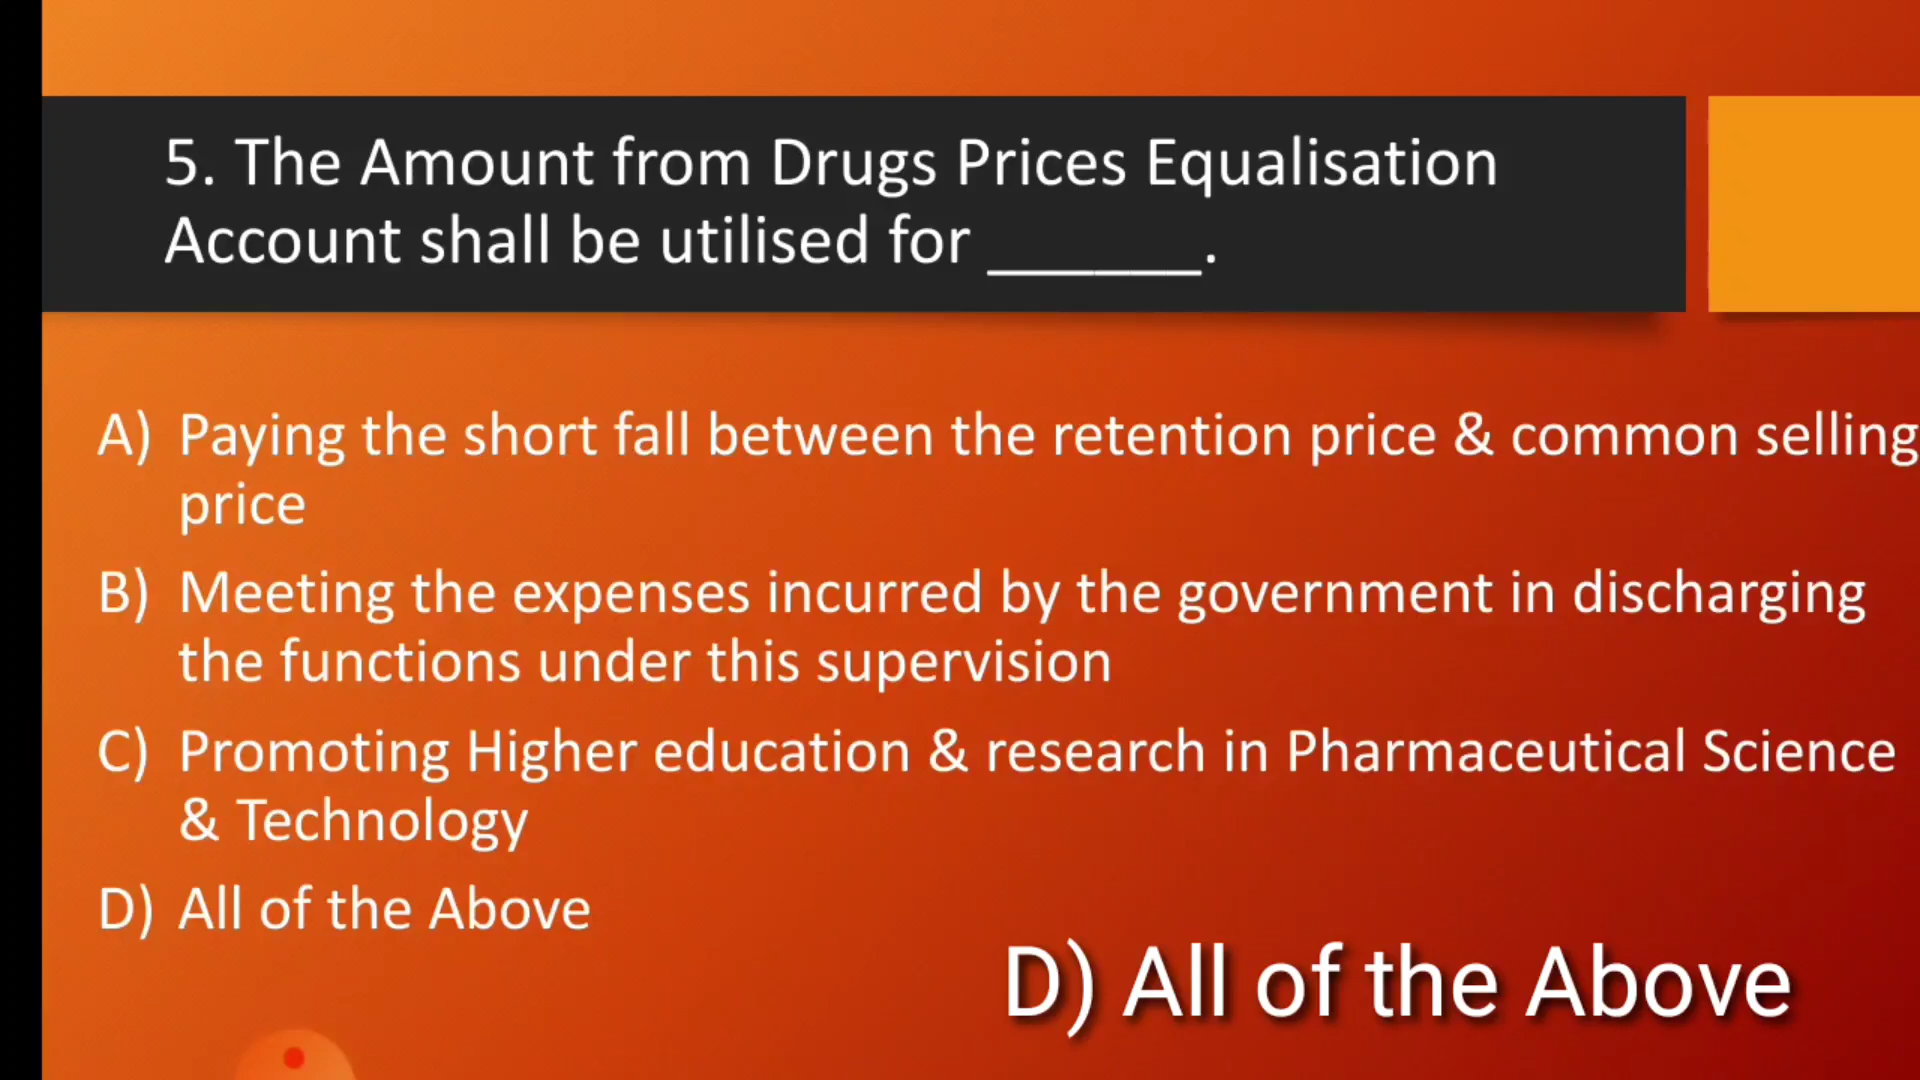 5. The Amount from Drugs Prices Equalisation
Account shall be utilised for ______.
A) Paying the short fall between the retention price & common selling
price
B) Meeting the expenses incurred by the government in discharging
the functions under this supervision
C) Promoting Higher education & research in Pharmaceutical Science
& Technology
D) All of the Above
D) All of the Above